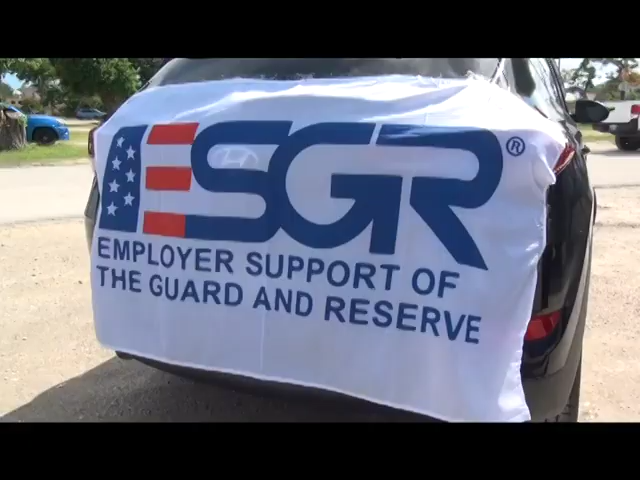 ESGR®
EMPLOYER SUPPORT OF
THE GUARD AND RESERVE